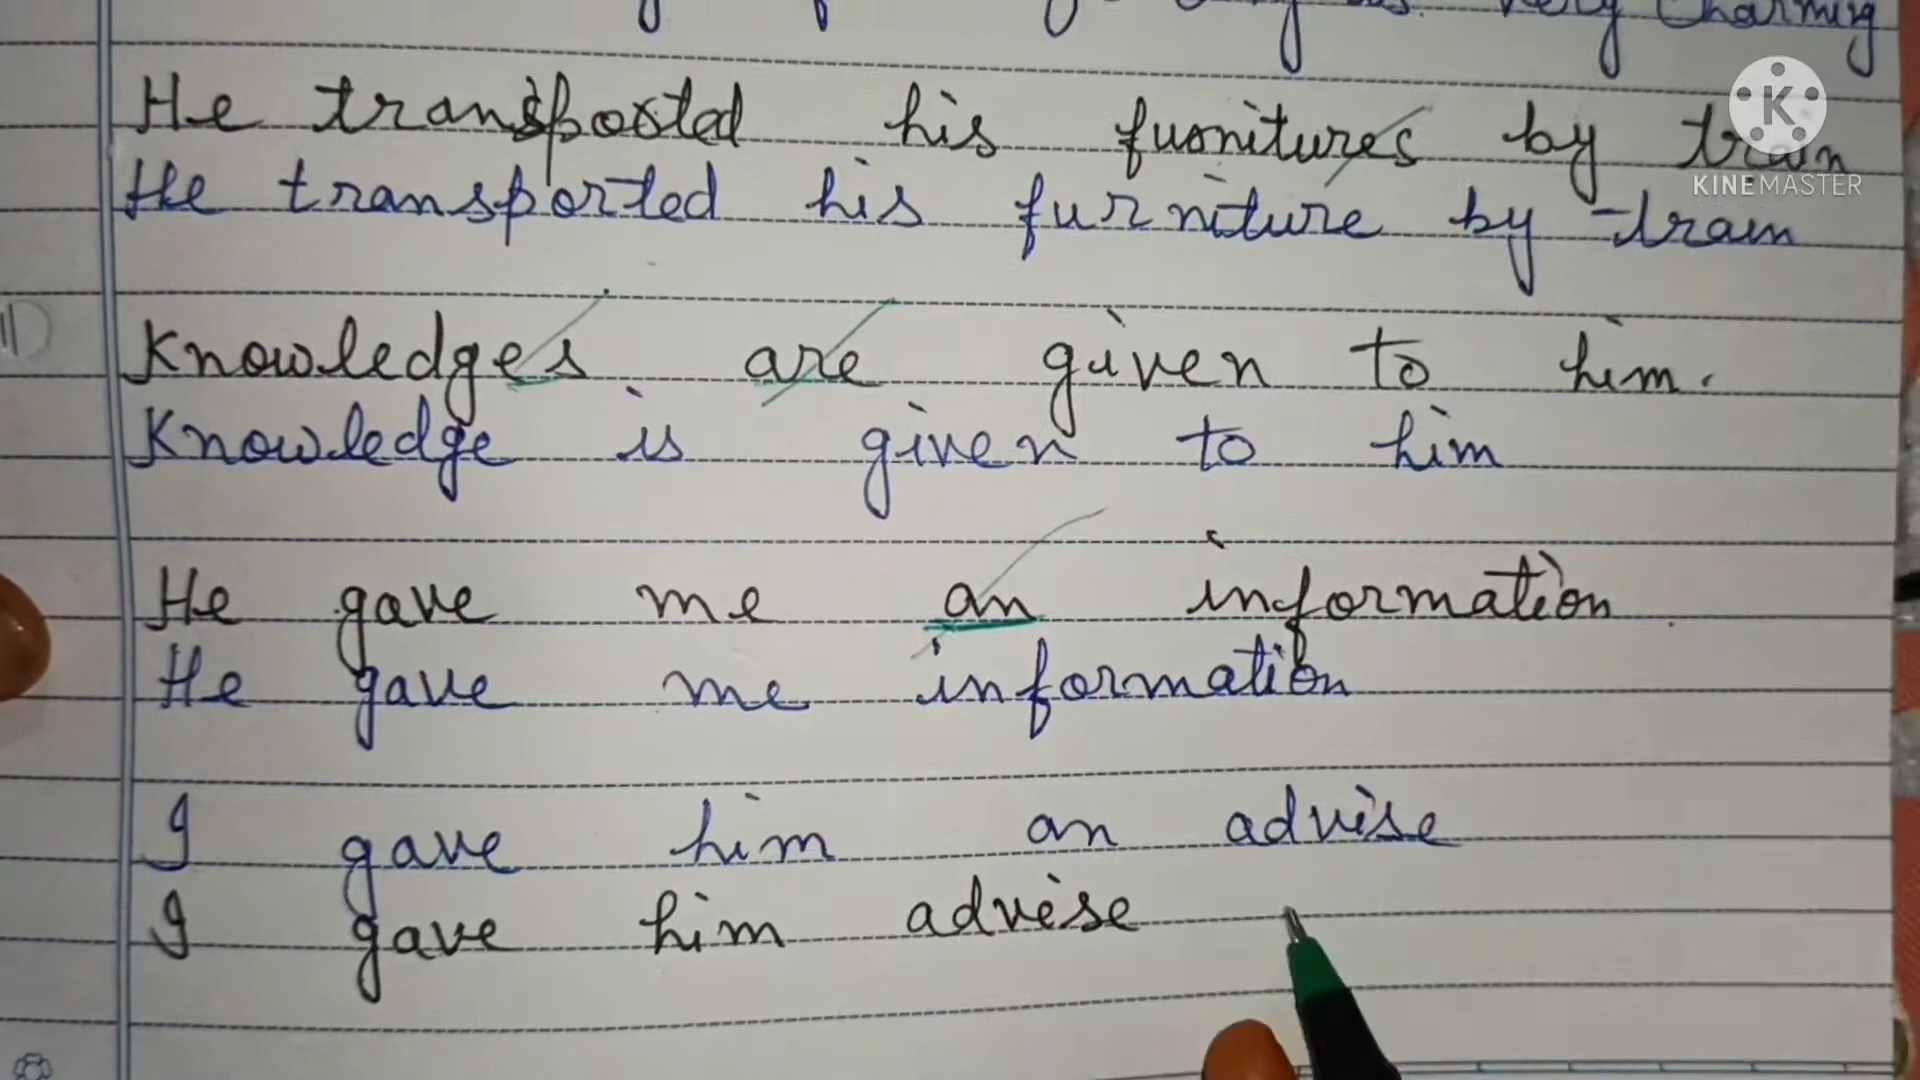 very charming
He transported his furnitures by train
He transported his furniture by train
Knowledges are given to him.
Knowledge is given to him
He gave me an information
He gave me information
I gave him an advise
I gave him advise
K
KINEMASTER